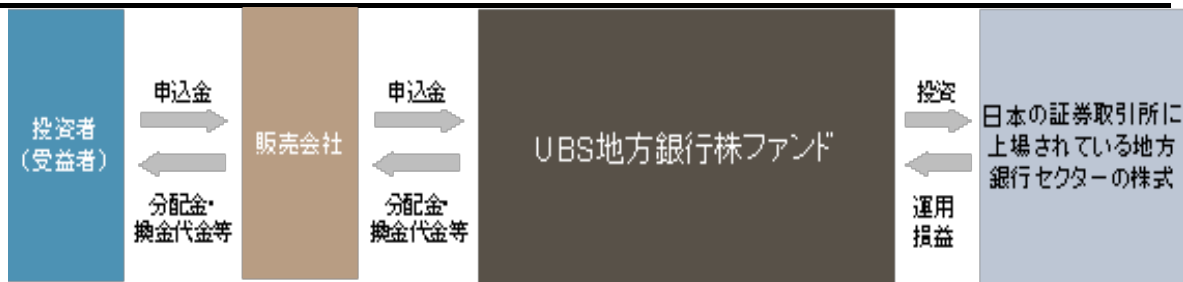 投資者
(受益者)
申込金
分配金・
換金代金等
販売会社
申込金
分配金・
換金代金等
UBS地方銀行株ファンド
投資
運用
損益
日本の証券取引所に
上場されている地方
銀行セクターの株式